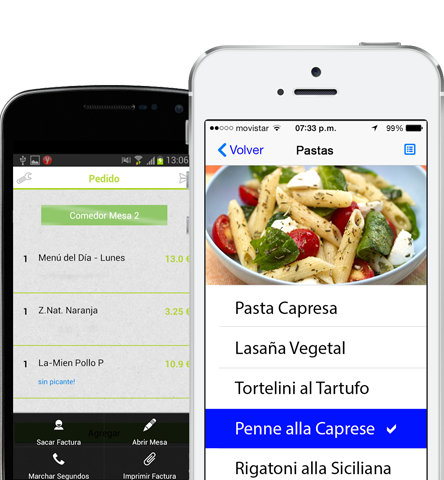 13:06
Pedido
Comedor Mesa 2
1 Menú del Día - Lunes 13.0 €
1 Z.Nat. Naranja 3.25 €
1 La-Mien Pollo P 10.9 €
sin picante!
Agregar
Sacar Factura
Abrir Mesa
Marchar Segundos
Imprimir Factura
movistar 07:33 p.m. 99%
Volver
Pastas
Pasta Capresa
Lasaña Vegetal
Tortelini al Tartufo
Penne alla Caprese
Rigatoni alla Siciliana